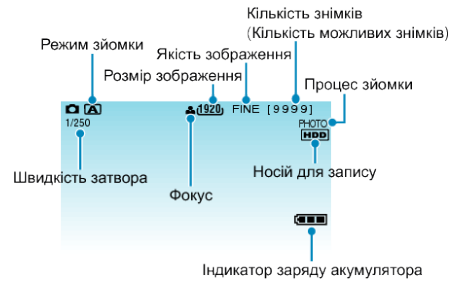 Кількість знімків
(Кількість можливих знімків)
Режим зйомки
Якість зображення
Розмір зображення
Процес зйомки
A
1920
FINE [9999]
1/250
PHOTO
HDD
Швидкість затвора
Фокус
Носій для запису
Індикатор заряду акумулятора